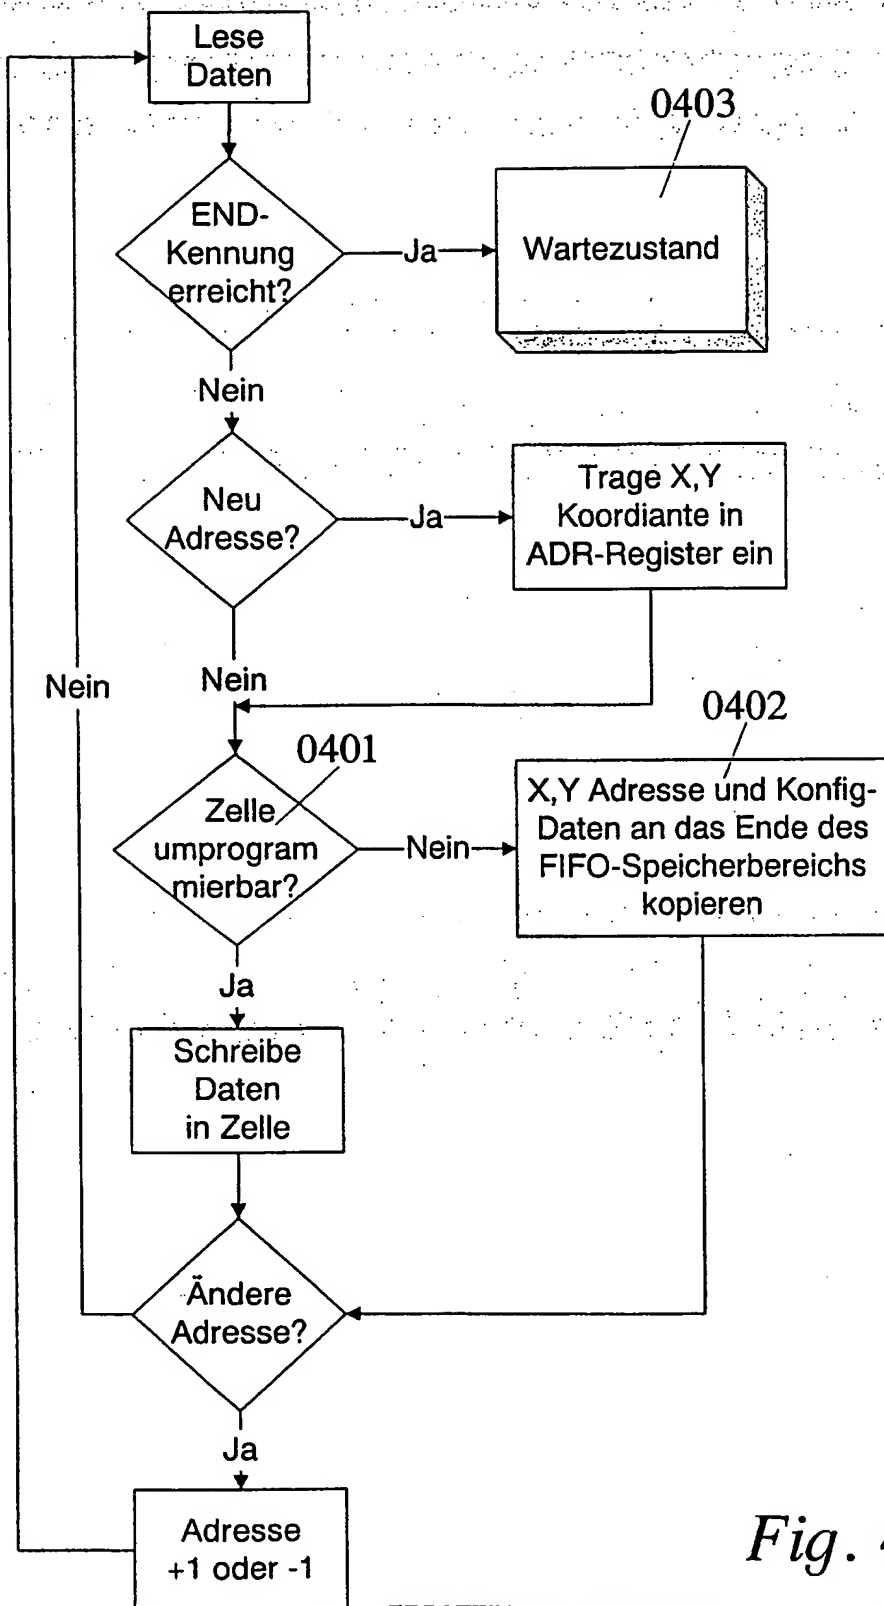 Lese
Daten
0403
END-
Kennung
erreicht?
Ja
Wartezustand
Nein
Neu
Adresse?
Ja
Trage X,Y
Koordiante in
ADR-Register ein
Nein
Nein
0402
0401
Zelle
umprogram
mierbar?
Nein
X,Y Adresse und Konfig-
Daten an das Ende des
FIFO-Speicherbereichs
kopieren
Ja
Schreibe
Daten
in Zelle
Ändere
Adresse?
Ja
Adresse
+1 oder -1
Fig.